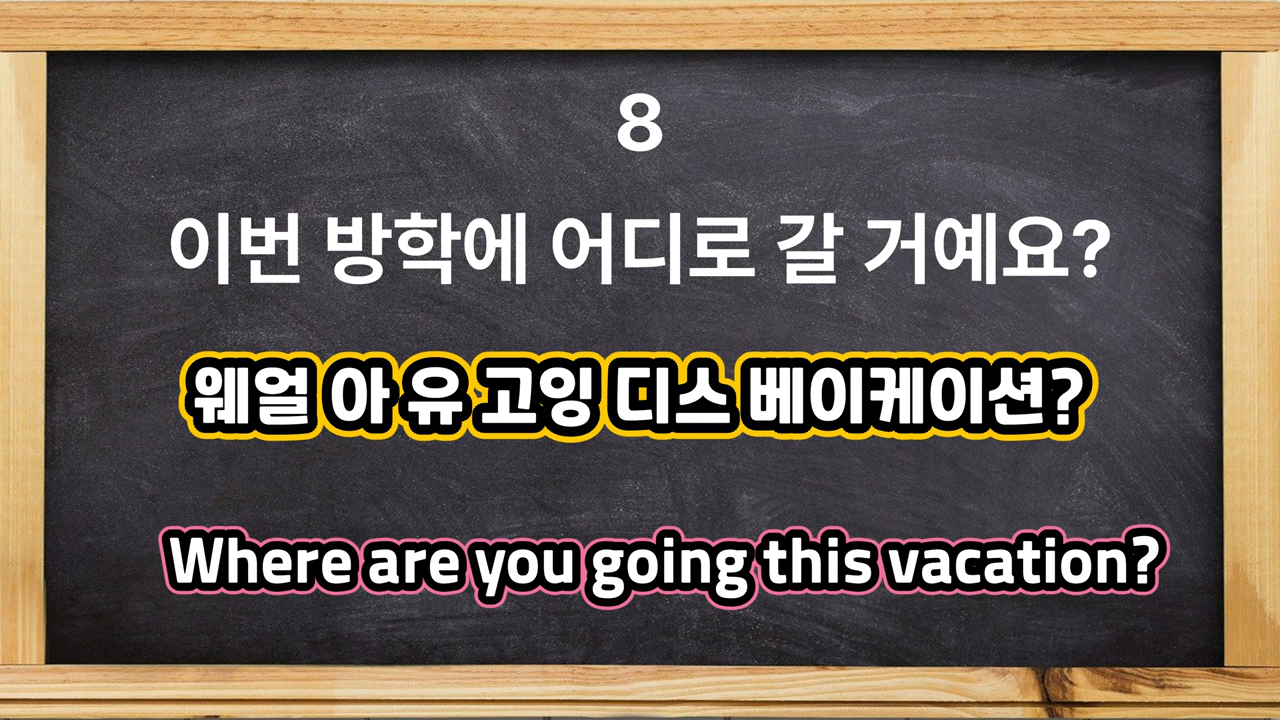 8
이번 방학에 어디로 갈 거예요?
웨얼 아 유 고잉 디스 베이케이션?
Where are you going this vacation?